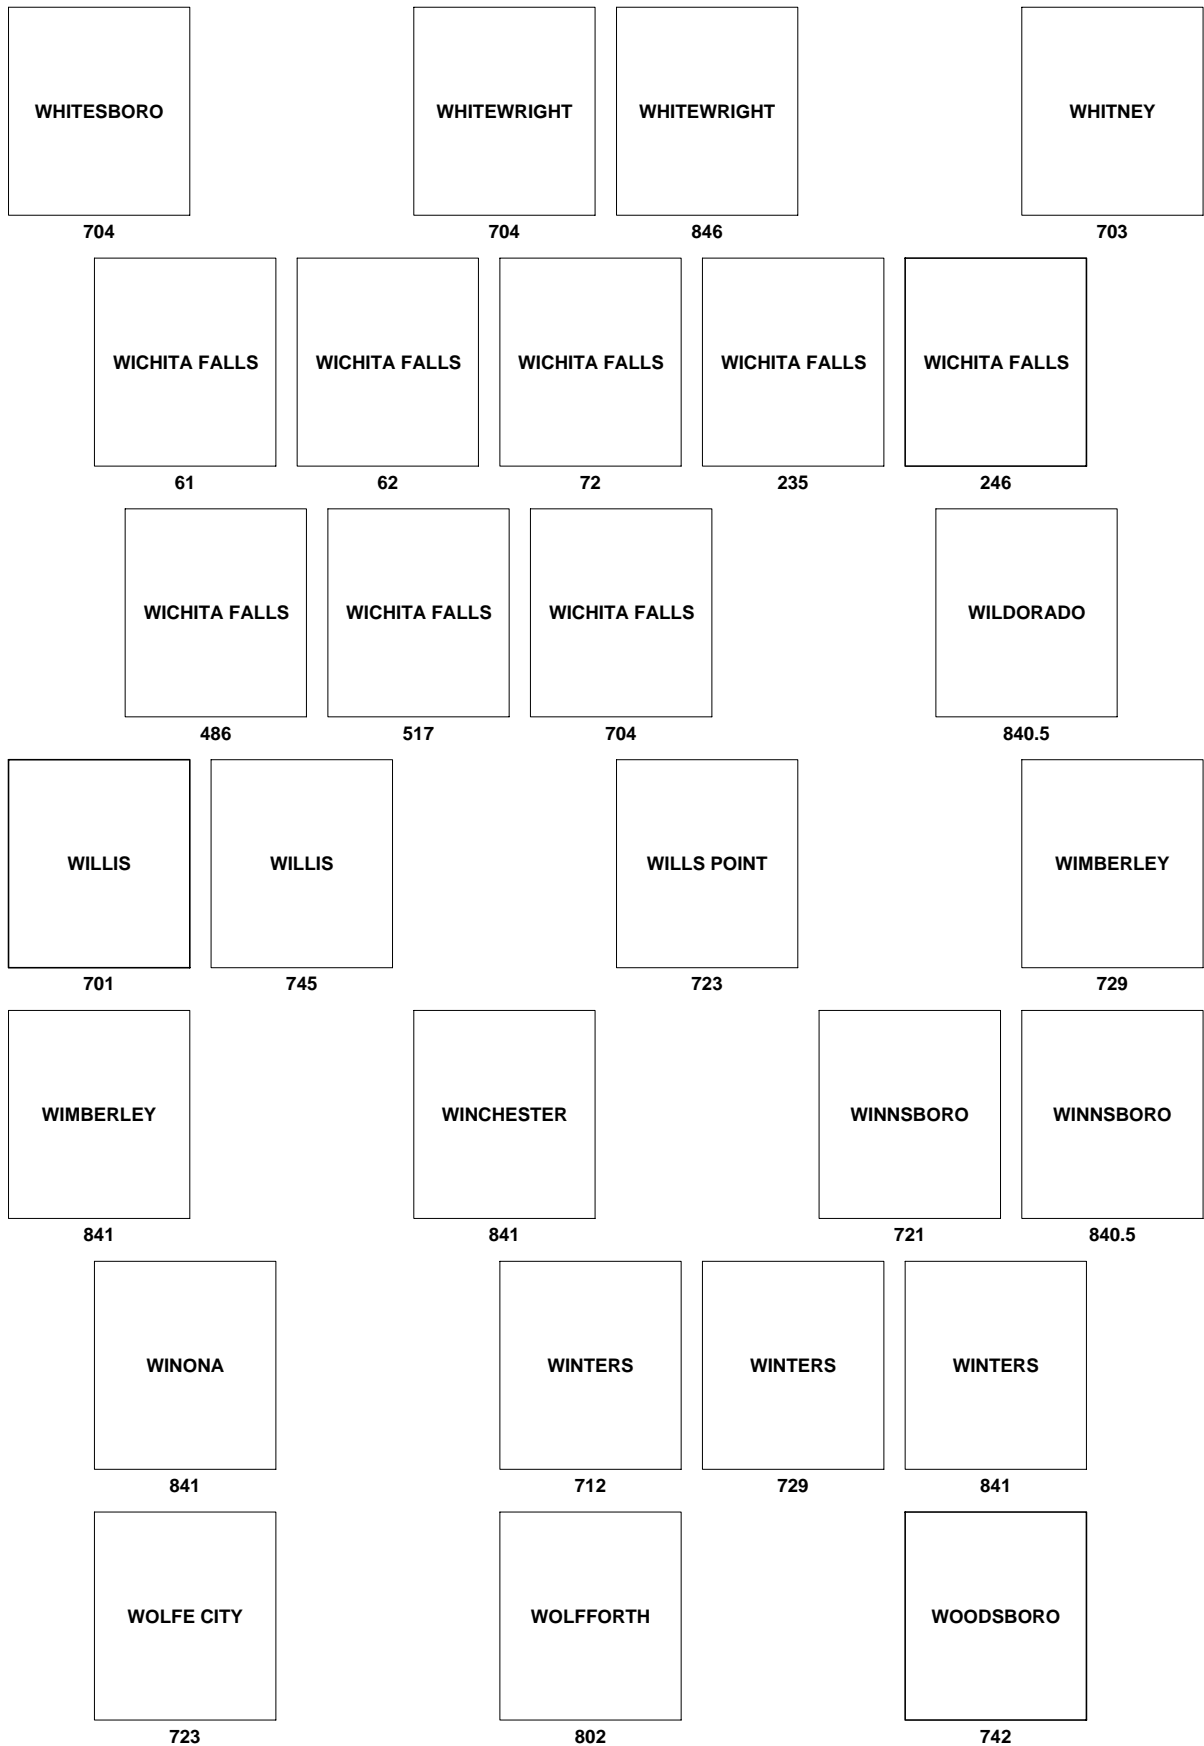 WHITESBORO WHITEWRIGHT WHITEWRIGHT WHITNEY
704 704 846 703
WICHITA FALLS WICHITA FALLS WICHITA FALLS WICHITA FALLS WICHITA FALLS
61 62 72 235 246
WICHITA FALLS WICHITA FALLS WICHITA FALLS WILDORADO
486 517 704 840.5
WILLIS WILLIS WILLS POINT WIMBERLEY
701 745 723 729
WIMBERLEY WINCHESTER WINNSBORO WINNSBORO
841 841 721 840.5
WINONA WINTERS WINTERS WINTERS
841 712 729 841
WOLFE CITY WOLFFORTH WOODSBORO
723 802 742